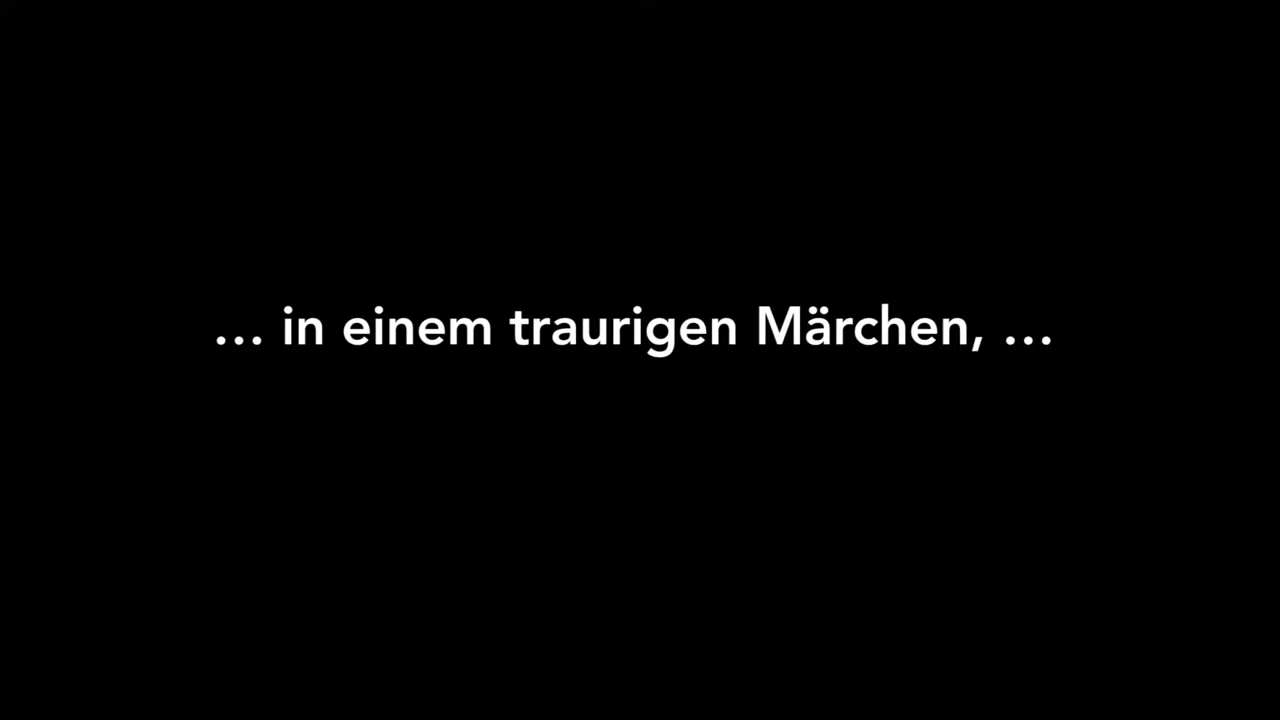 … in einem traurigen Märchen, …